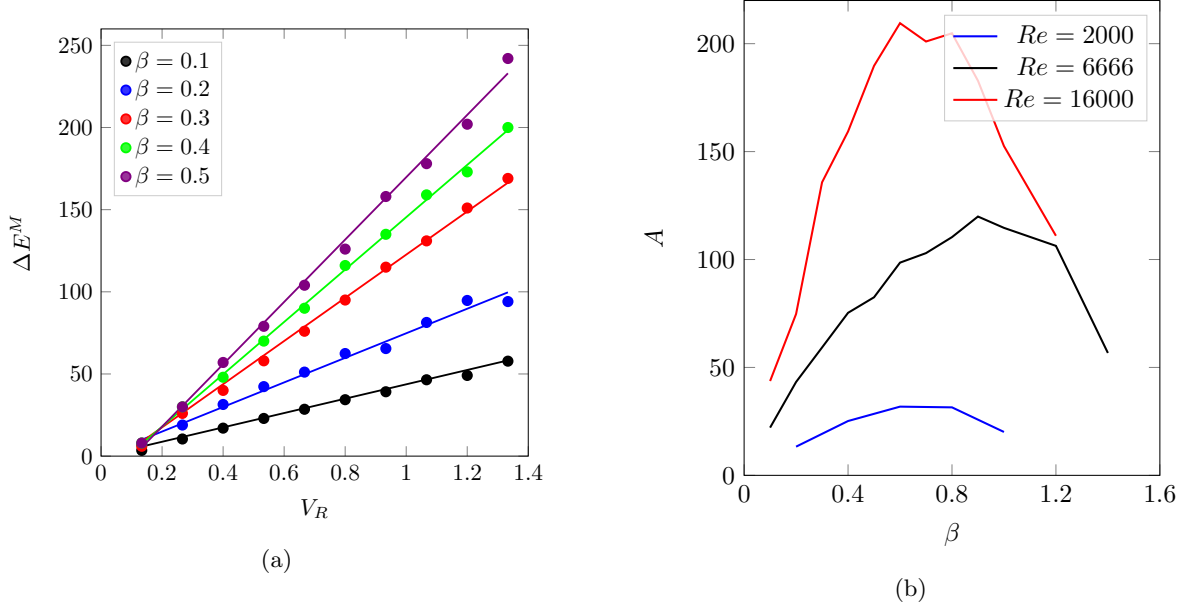 250
200
150
100
50
0
ΔE^M
β = 0.1
β = 0.2
β = 0.3
β = 0.4
β = 0.5
0 0.2 0.4 0.6 0.8 1 1.2 1.4
V_R
(a)
200
150
100
50
0
A
Re = 2000
Re = 6666
Re = 16000
0 0.4 0.8 1.2 1.6
β
(b)